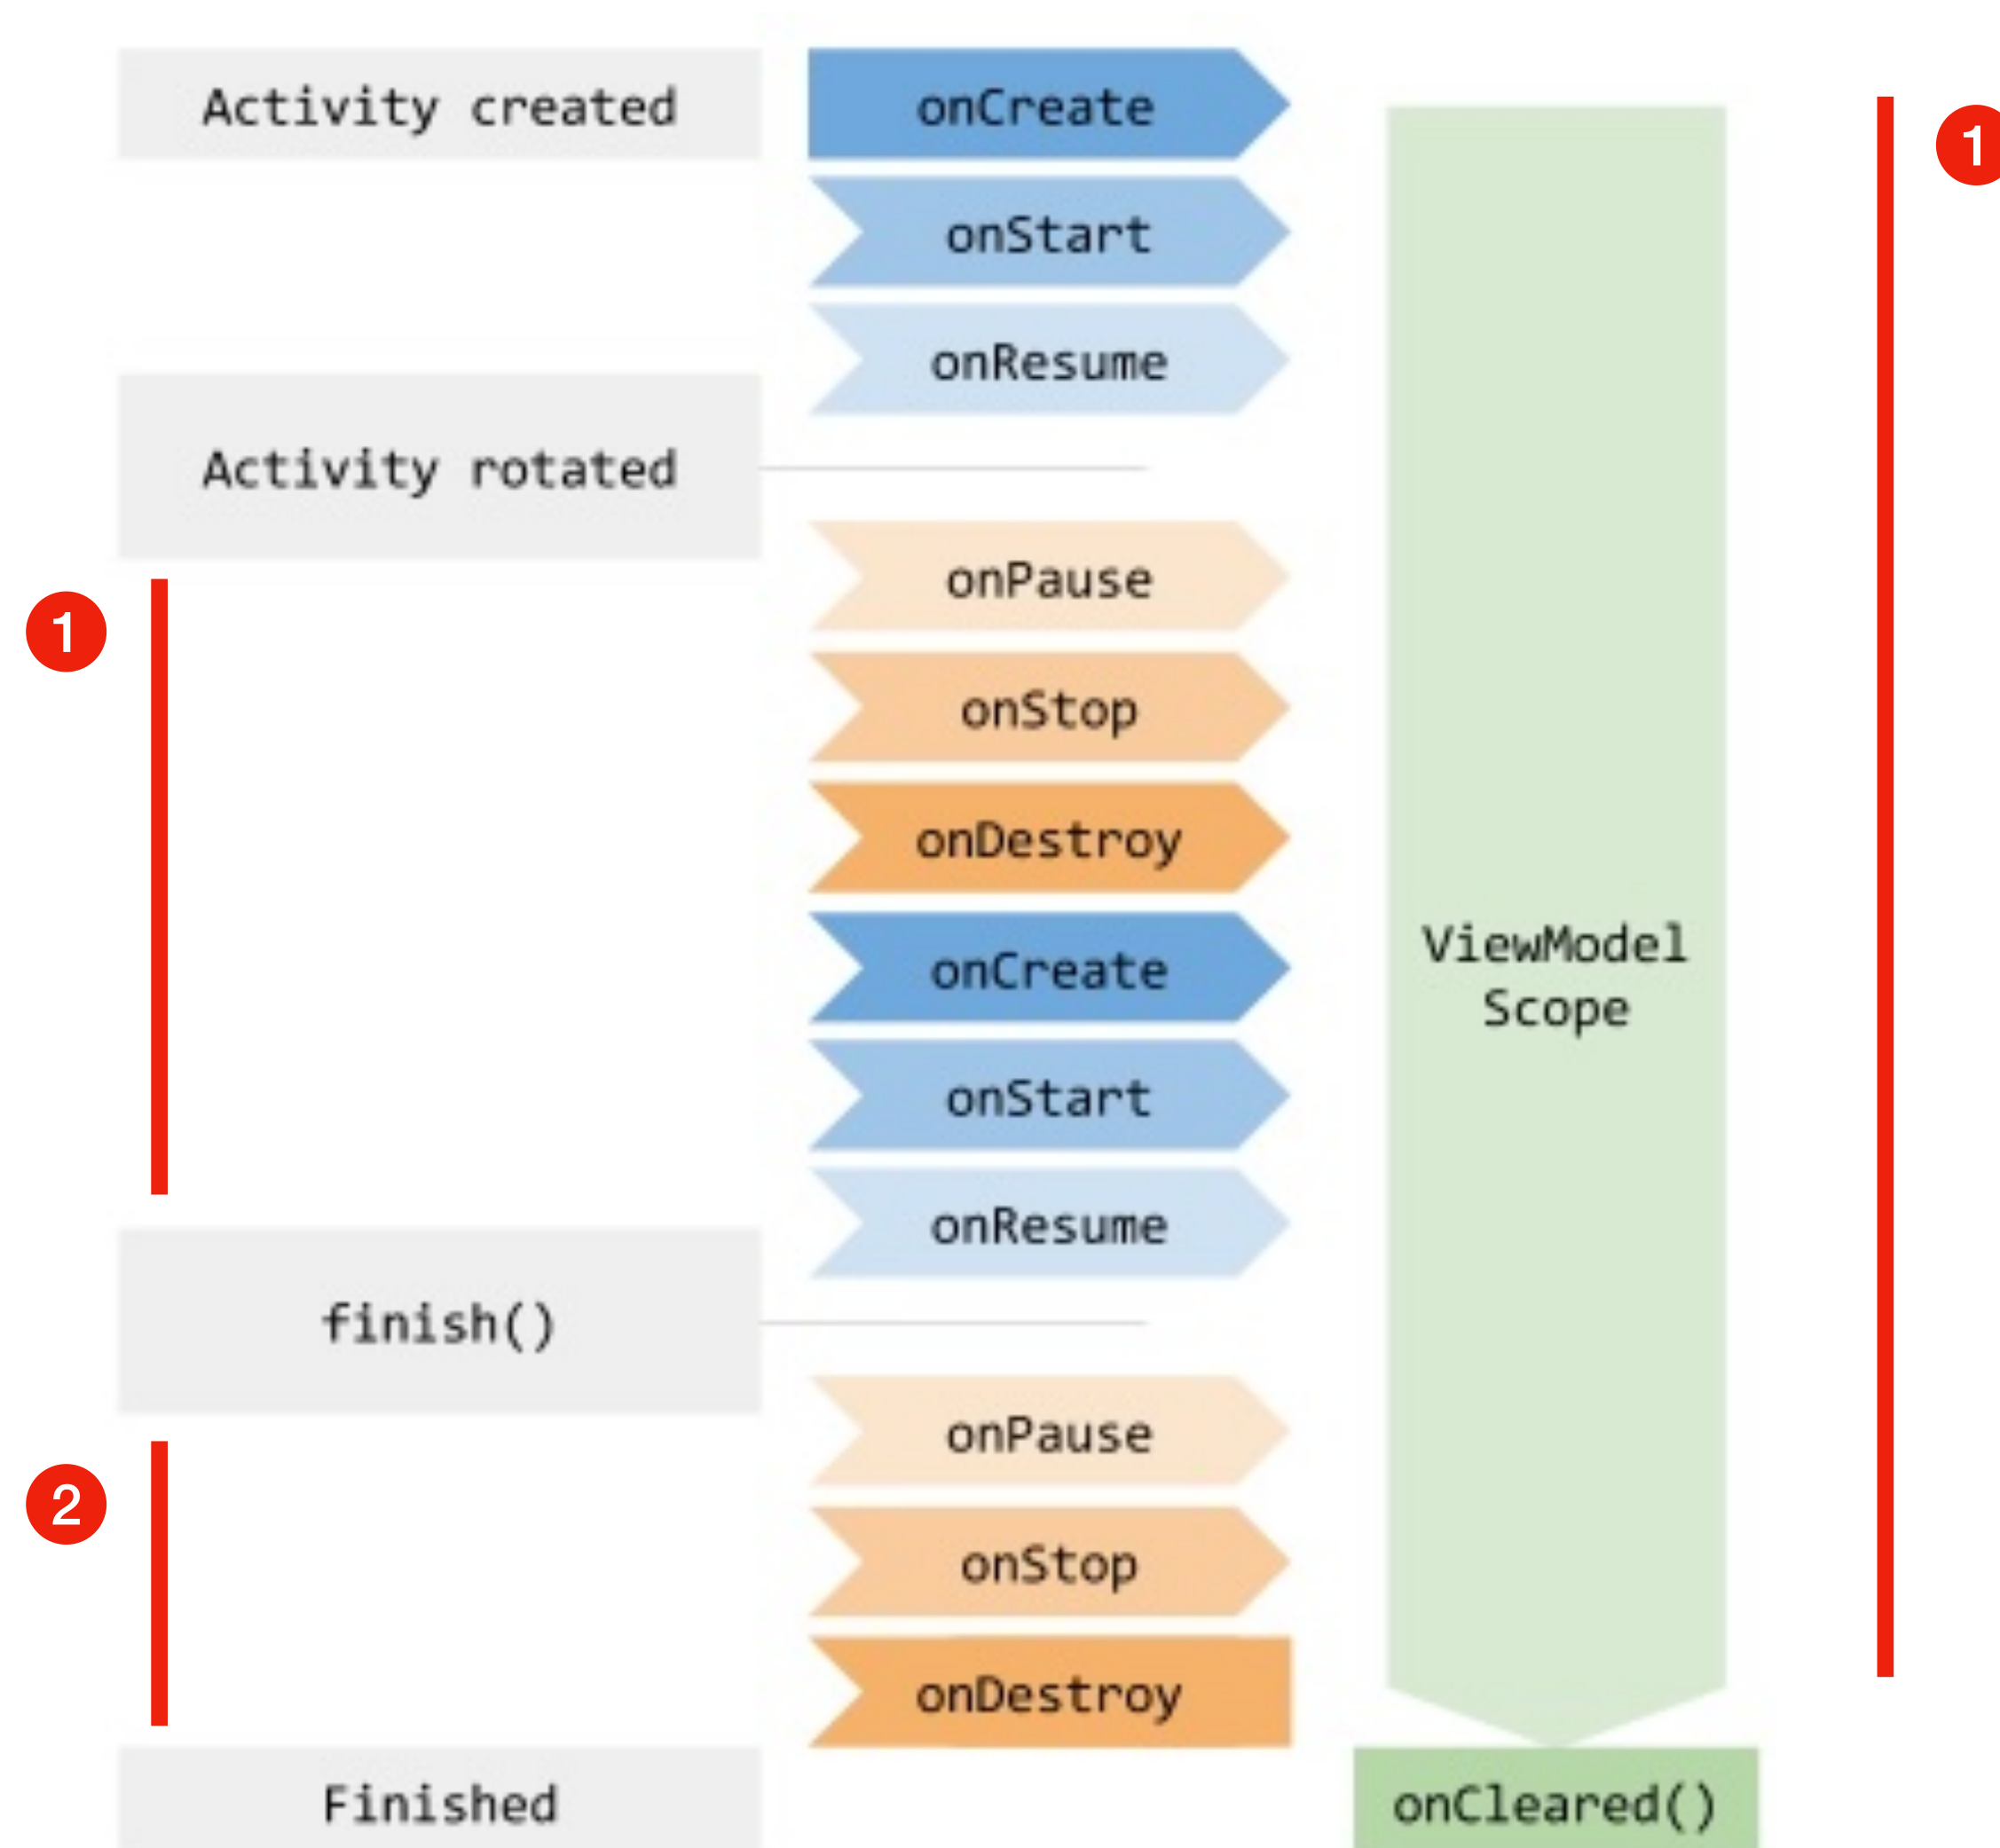 Activity created
onCreate
1
onStart
onResume
Activity rotated
onPause
1
onStop
onDestroy
ViewModel
Scope
onCreate
onStart
onResume
finish()
onPause
2
onStop
onDestroy
Finished
onCleared()